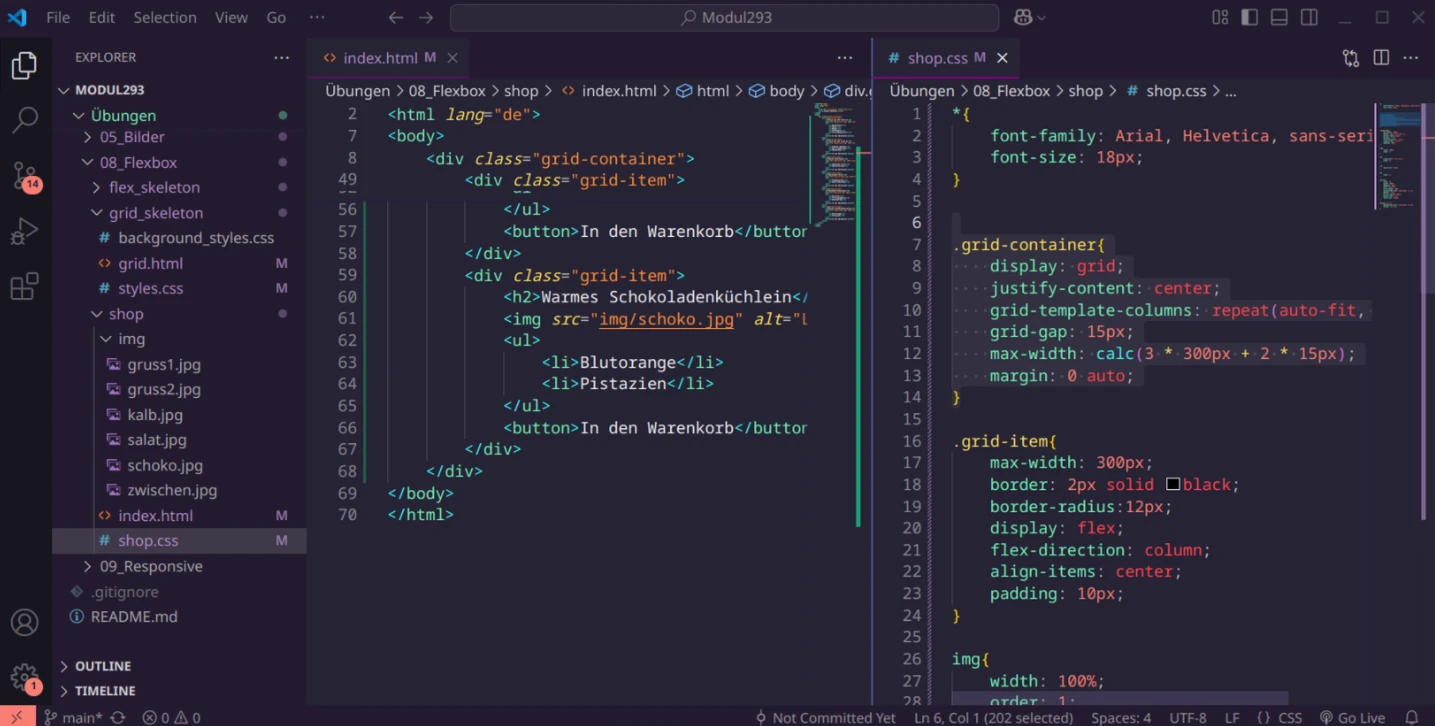 File Edit Selection View Go ··· Modul293
EXPLORER ···
MODUL293
Übungen
05_Bilder
08_Flexbox
flex_skeleton
grid_skeleton
# background_styles.css
<> grid.html M
# styles.css M
shop
img
gruss1.jpg
gruss2.jpg
kalb.jpg
salat.jpg
schoko.jpg
zwischen.jpg
<> index.html M
# shop.css M
09_Responsive
.gitignore
README.md
OUTLINE
TIMELINE
14
1
<> index.html M
Übungen > 08_Flexbox > shop > <> index.html > html > body > div.
2 <html lang="de">
7 <body>
8 <div class="grid-container">
49 <div class="grid-item">
56 </ul>
57 <button>In den Warenkorb</button
58 </div>
59 <div class="grid-item">
60 <h2>Warmes Schokoladenküchlein</
61 <img src="img/schoko.jpg" alt="
62 <ul>
63 <li>Blutorange</li>
64 <li>Pistazien</li>
65 </ul>
66 <button>In den Warenkorb</button
67 </div>
68 </div>
69 </body>
70 </html>
# shop.css M
Übungen > 08_Flexbox > shop > # shop.css > ...
1 *{
2 font-family: Arial, Helvetica, sans-seri
3 font-size: 18px;
4 }
5
6
7 .grid-container{
8 ····display: grid;
9 ····justify-content: center;
10 ····grid-template-columns: repeat(auto-fit,
11 ····grid-gap: 15px;
12 ····max-width: calc(3 * 300px + 2 * 15px);
13 ····margin: 0 auto;
14 }
15
16 .grid-item{
17 max-width: 300px;
18 border: 2px solid black;
19 border-radius:12px;
20 display: flex;
21 flex-direction: column;
22 align-items: center;
23 padding: 10px;
24 }
25
26 img{
27 width: 100%;
28 order: 1;
main* 0 0 Not Committed Yet Ln 6, Col 1 (202 selected) Spaces: 4 UTF-8 LF {} CSS Go Live